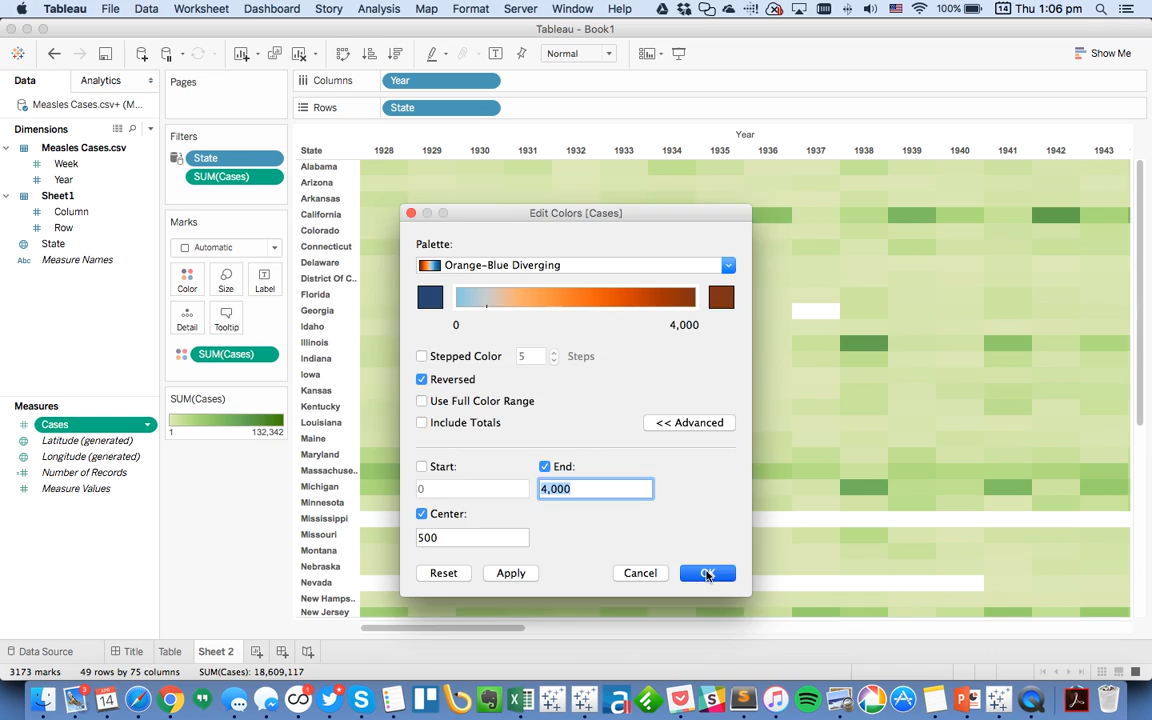 Tableau File Data Worksheet Dashboard Story Analysis Map Format Server Window Help 100% 14 Thu 1:06 pm
Tableau - Book1
Normal Show Me
Data Analytics
Measles Cases.csv+ (M...
Dimensions
Measles Cases.csv
# Week
# Year
Sheet1
# Column
# Row
State
Abc Measure Names
Measures
# Cases
Latitude (generated)
Longitude (generated)
Number of Records
# Measure Values
Pages
Filters
State
SUM(Cases)
Marks
Automatic
Color Size Label
Detail Tooltip
SUM(Cases)
SUM(Cases)
1 132,342
Columns Year
Rows State
Year
State 1928 1929 1930 1931 1932 1933 1934 1935 1936 1937 1938 1939 1940 1941 1942 1943
Alabama
Arizona
Arkansas
California
Colorado
Connecticut
Delaware
District Of C..
Florida
Georgia
Idaho
Illinois
Indiana
Iowa
Kansas
Kentucky
Louisiana
Maine
Maryland
Massachuse..
Michigan
Minnesota
Mississippi
Missouri
Montana
Nebraska
Nevada
New Hamps..
New Jersey
Edit Colors [Cases]
Palette:
Orange-Blue Diverging
0 4,000
Stepped Color 5 Steps
Reversed
Use Full Color Range
Include Totals << Advanced
Start: End:
0 4,000
Center:
500
Reset Apply Cancel OK
Data Source Title Table Sheet 2
3173 marks 49 rows by 75 columns SUM(Cases): 18,609,117